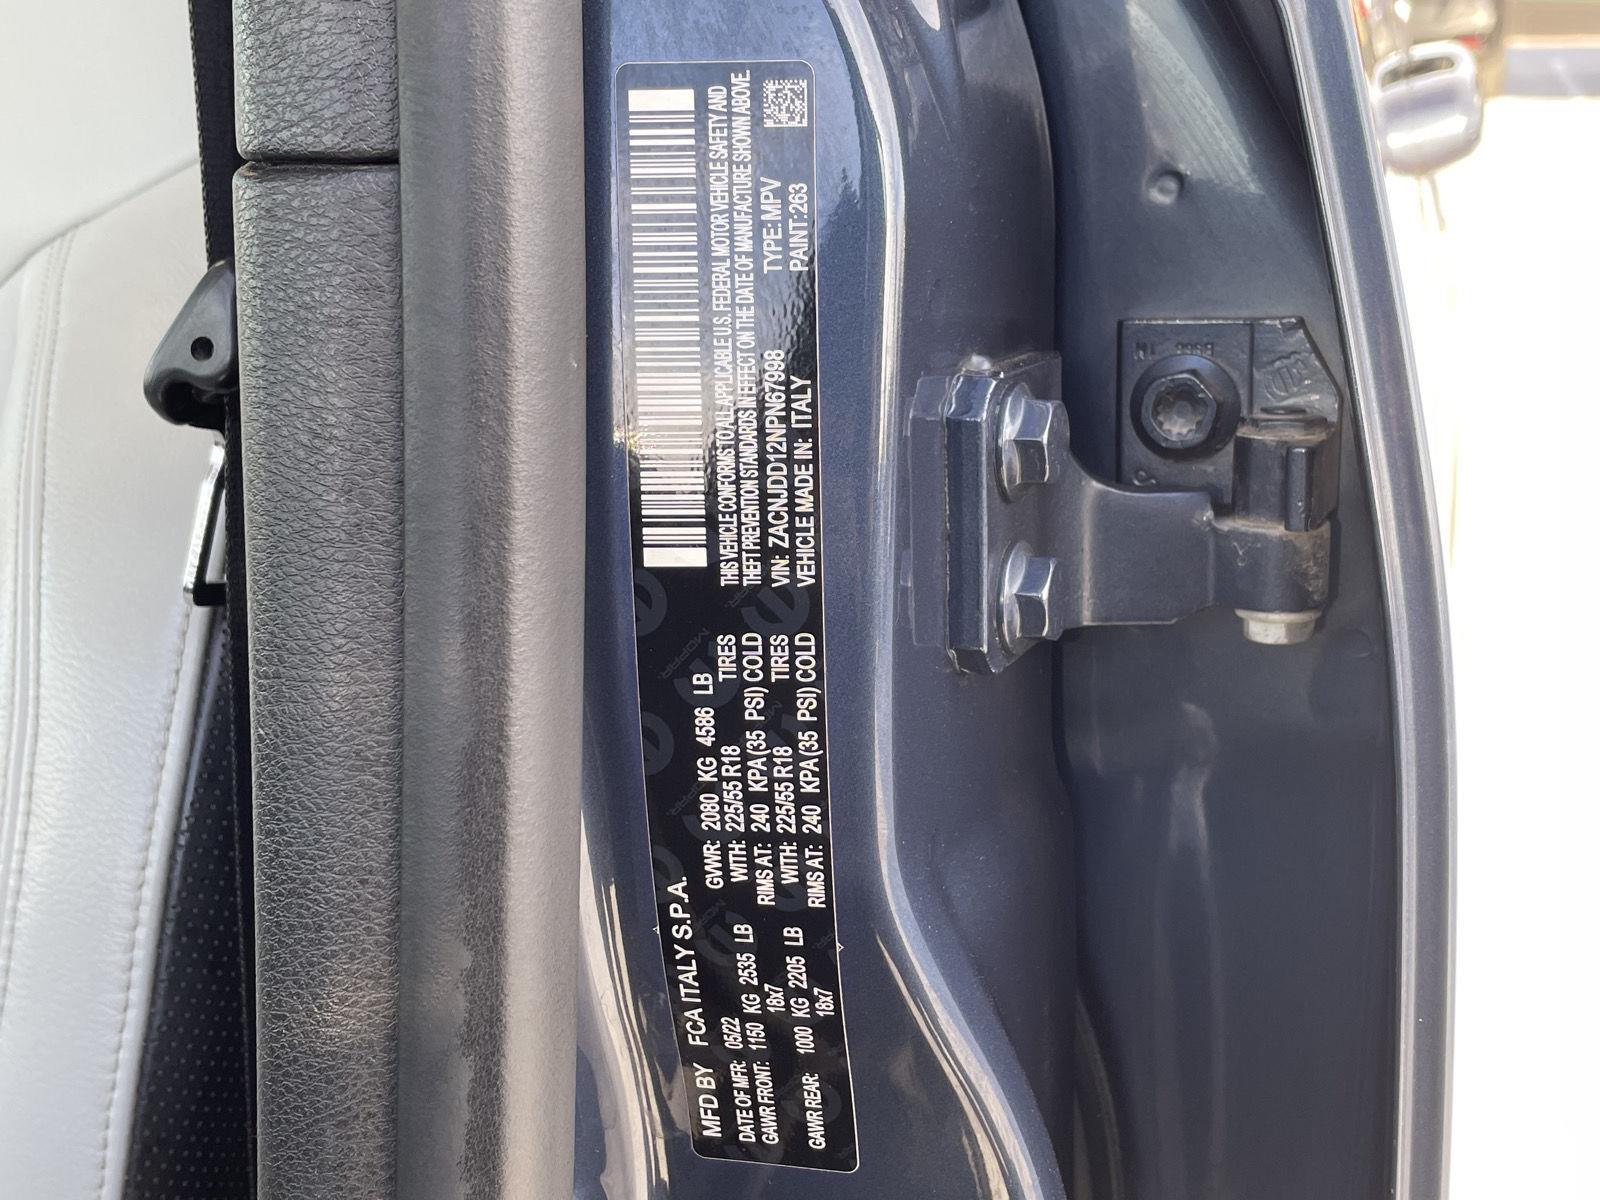 MFD BY FCA ITALY S.P.A.
DATE OF MFR: 05/22 GVWR: 2080 KG 4586 LB
GAWR FRONT: 1150 KG 2535 LB WITH: 225/55 R18 TIRES
18x7 RIMS AT: 240 KPA(35 PSI) COLD
GAWR REAR: 1000 KG 2205 LB WITH: 225/55 R18 TIRES
18x7 RIMS AT: 240 KPA(35 PSI) COLD
THIS VEHICLE CONFORMS TO ALL APPLICABLE U.S. FEDERAL MOTOR VEHICLE SAFETY AND
THEFT PREVENTION STANDARDS IN EFFECT ON THE DATE OF MANUFACTURE SHOWN ABOVE.
VIN: ZACNJDD12NPN67998 TYPE: MPV
VEHICLE MADE IN: ITALY PAINT:263
MOPAR